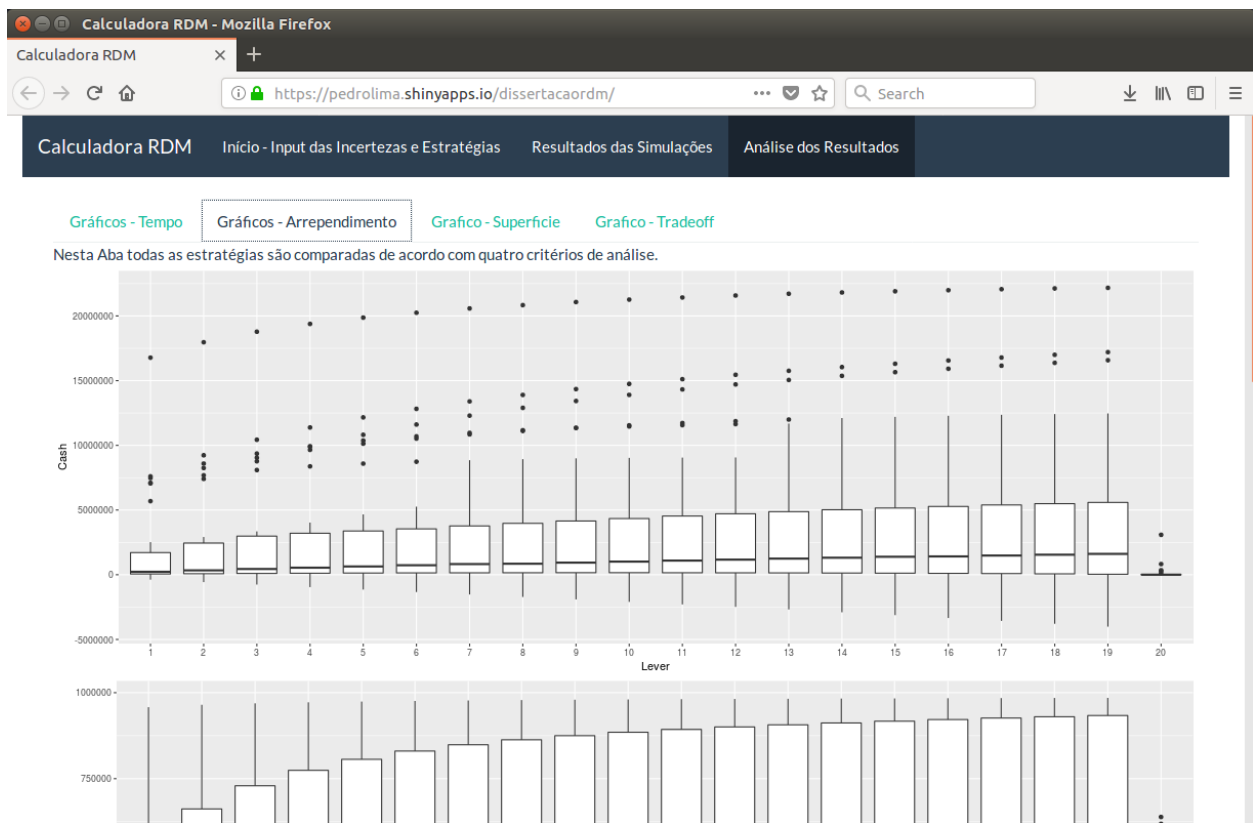 Calculadora RDM - Mozilla Firefox
Calculadora RDM
https://pedrolima.shinyapps.io/dissertacaordm/
Search
Calculadora RDM Início - Input das Incertezas e Estratégias Resultados das Simulações Análise dos Resultados
Gráficos - Tempo Gráficos - Arrependimento Grafico - Superficie Grafico - Tradeoff
Nesta Aba todas as estratégias são comparadas de acordo com quatro critérios de análise.
20000000
15000000
10000000
Cash
5000000
0
-5000000
1 2 3 4 5 6 7 8 9 10 11 12 13 14 15 16 17 18 19 20
Lever
1000000
750000